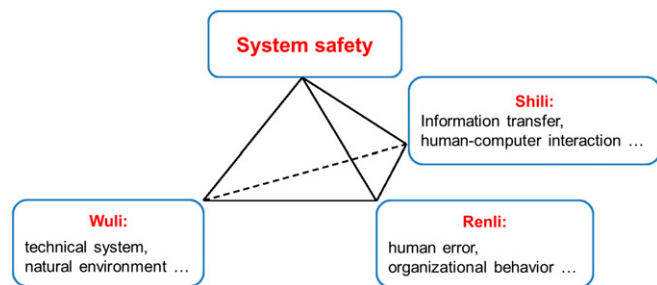 System safety
Shili:
Information transfer,
human-computer interaction ...
Wuli:
technical system,
natural environment ...
Renli:
human error,
organizational behavior ...